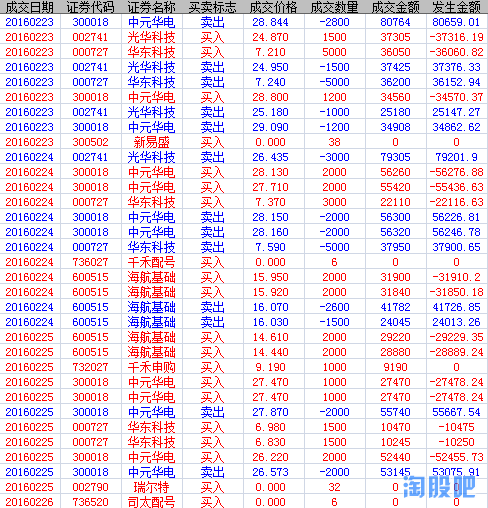 成交日期 证券代码 证券名称 买卖标志 成交价格 成交数量 成交金额 发生金额
20160223 300018 中元华电 卖出 28.844 -2800 80764 80659.01
20160223 002741 光华科技 买入 24.870 1500 37305 -37316.19
20160223 000727 华东科技 买入 7.210 5000 36050 -36060.82
20160223 002741 光华科技 卖出 24.950 -1500 37425 37376.33
20160223 000727 华东科技 卖出 7.240 -5000 36200 36152.94
20160223 300018 中元华电 买入 28.800 1200 34560 -34570.37
20160223 002741 光华科技 卖出 25.180 -1000 25180 25147.27
20160223 300018 中元华电 卖出 29.090 -1200 34908 34862.62
20160223 300502 新易盛 买入 0.000 38 0 0
20160224 002741 光华科技 卖出 26.435 -3000 79305 79201.9
20160224 300018 中元华电 买入 28.130 2000 56260 -56276.88
20160224 300018 中元华电 买入 27.710 2000 55420 -55436.63
20160224 000727 华东科技 买入 7.370 3000 22110 -22116.63
20160224 300018 中元华电 卖出 28.150 -2000 56300 56226.81
20160224 300018 中元华电 卖出 28.160 -2000 56320 56246.78
20160224 000727 华东科技 卖出 7.590 -5000 37950 37900.65
20160224 736027 千禾配号 买入 0.000 6 0 0
20160224 600515 海航基础 买入 15.950 2000 31900 -31910.2
20160224 600515 海航基础 买入 15.920 2000 31840 -31850.18
20160224 600515 海航基础 卖出 16.070 -2600 41782 41726.85
20160224 600515 海航基础 卖出 16.030 -1500 24045 24013.26
20160225 600515 海航基础 买入 14.610 2000 29220 -29229.35
20160225 600515 海航基础 买入 14.440 2000 28880 -28889.24
20160225 732027 千禾申购 买入 9.190 1000 9190 0
20160225 300018 中元华电 买入 27.470 1000 27470 -27478.24
20160225 300018 中元华电 买入 27.470 1000 27470 -27478.24
20160225 300018 中元华电 卖出 27.870 -2000 55740 55667.54
20160225 000727 华东科技 买入 6.980 1500 10470 -10475
20160225 000727 华东科技 买入 6.830 1500 10245 -10250
20160225 300018 中元华电 买入 26.220 2000 52440 -52455.73
20160225 300018 中元华电 卖出 26.573 -2000 53145 53075.91
20160225 002790 瑞尔特 买入 0.000 32 0 0
20160226 736520 司太配号 买入 0.000 6 0 0
淘股吧